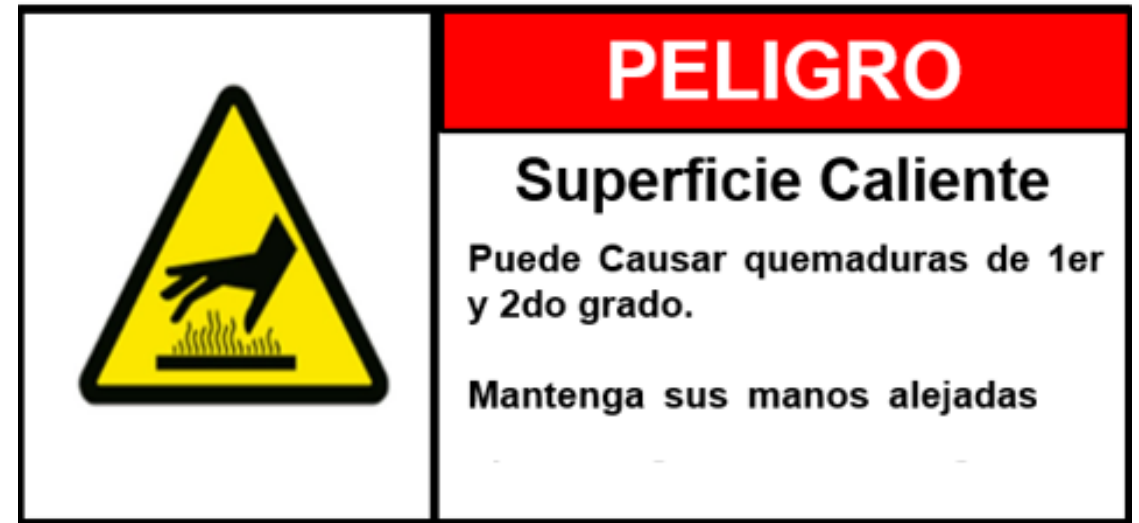 PELIGRO
Superficie Caliente
Puede Causar quemaduras de 1er
y 2do grado.
Mantenga sus manos alejadas